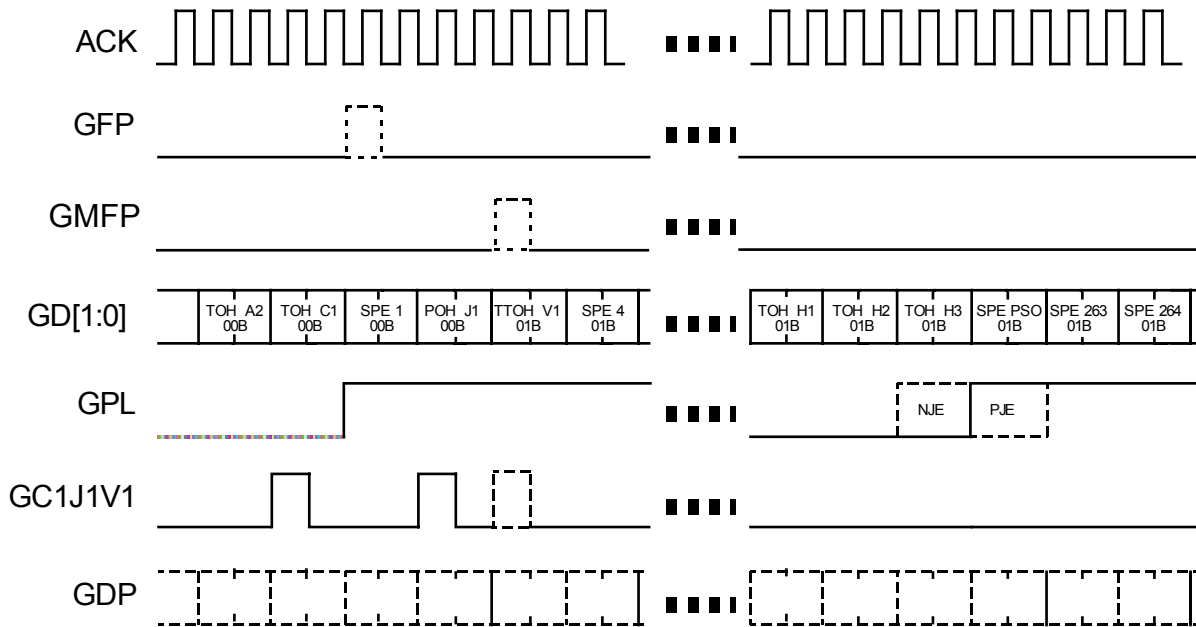 ACK
GFP
GMFP
GD[1:0]
TOH A2 TOH C1 SPE 1 POH J1 TTOH V1 SPE 4 TOH H1 TOH H2 TOH H3 SPE PSO SPE 263 SPE 264
00B 00B 00B 00B 01B 01B 01B 01B 01B 01B 01B 01B
GPL
NJE PJE
GC1J1V1
GDP